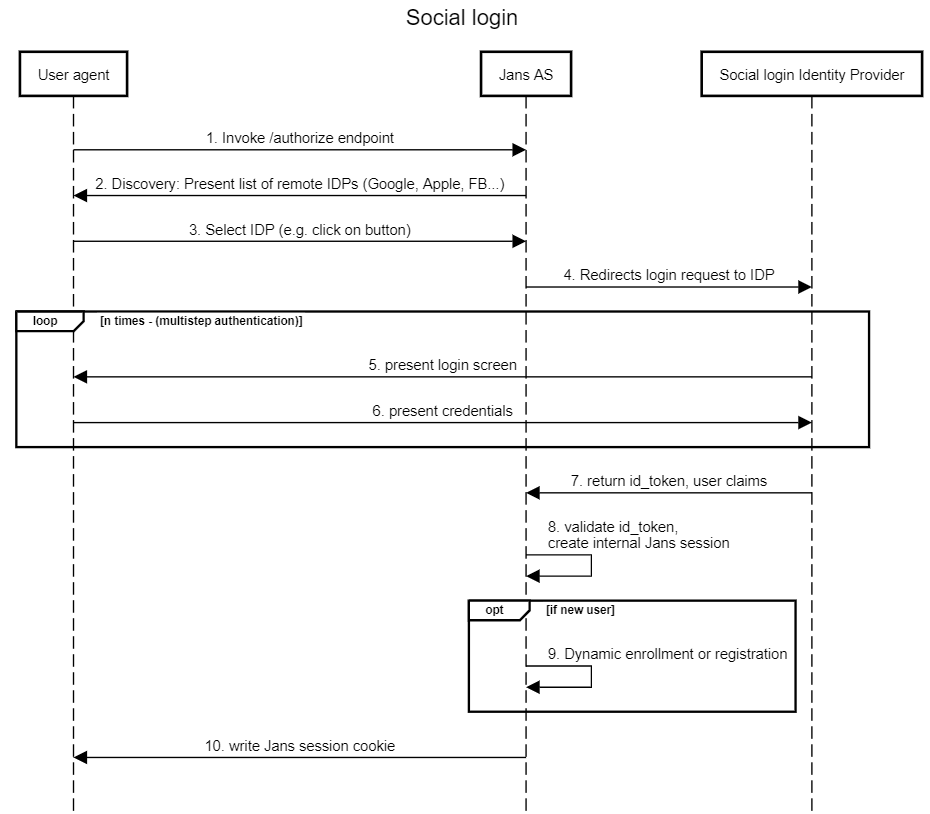 Social login
User agent
Jans AS
Social login Identity Provider
1. Invoke /authorize endpoint
2. Discovery: Present list of remote IDPs (Google, Apple, FB...)
3. Select IDP (e.g. click on button)
4. Redirects login request to IDP
loop
[n times - (multistep authentication)]
5. present login screen
6. present credentials
7. return id_token, user claims
8. validate id_token,
create internal Jans session
opt
[if new user]
9. Dynamic enrollment or registration
10. write Jans session cookie